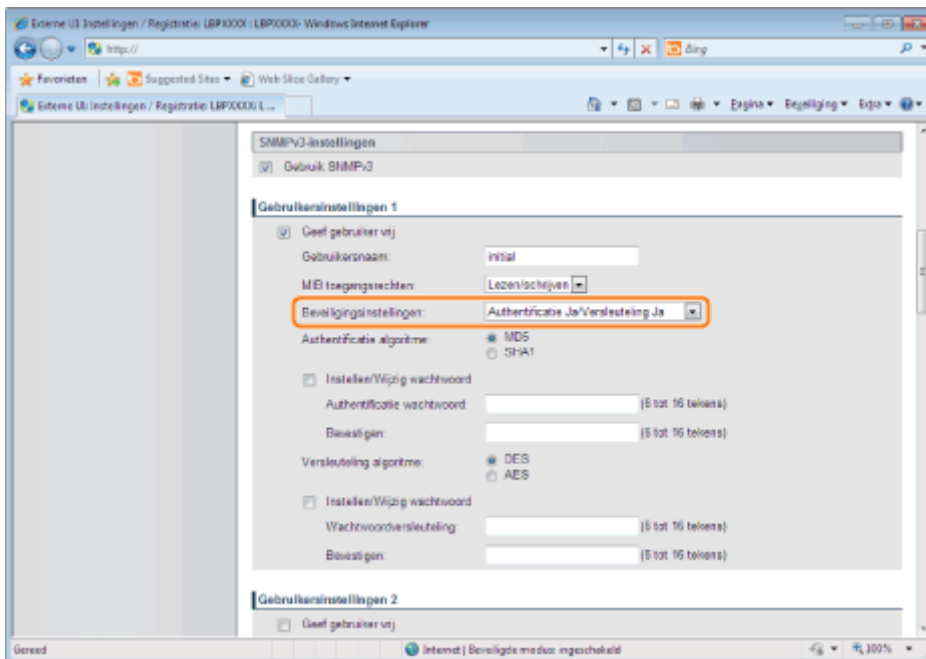 Externe UI: Instellingen / Registratie: LBPXXXX : LBPXXXX- Windows Internet Explorer
http://
Bing
Favorieten
Suggested Sites
Web Slice Gallery
Externe UI: Instellingen / Registratie: LBPXXXX: L...
Pagina
Beveiliging
Extra
SNMPv3-instellingen
Gebruik SNMPv3
Gebruikersinstellingen 1
Geef gebruiker vrij
Gebruikersnaam: initial
MIB toegangsrechten: Lezen/schrijven
Beveiligingsinstellingen: Authentificatie Ja/Versleuteling Ja
Authentificatie algoritme: MD5
SHA1
Instellen/Wijzig wachtwoord
Authentificatie wachtwoord: (6 tot 16 tekens)
Bevestigen: (6 tot 16 tekens)
Versleuteling algoritme: DES
AES
Instellen/Wijzig wachtwoord
Wachtwoordversleuteling: (6 tot 16 tekens)
Bevestigen: (6 tot 16 tekens)
Gebruikersinstellingen 2
Geef gebruiker vrij
Gereed
Internet | Beveiligde modus: ingeschakeld
100%